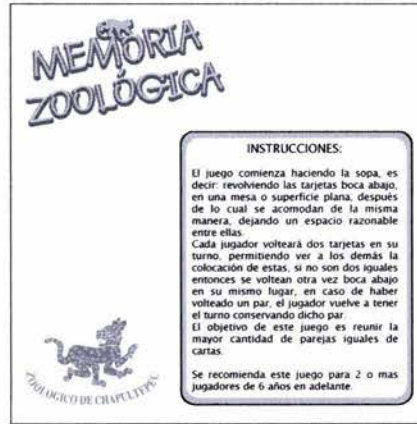 MEMORIA
ZOOLÓGICA
INSTRUCCIONES:
El juego comienza haciendo la sopa, es
decir: revolviendo las tarjetas boca abajo,
en una mesa o superficie plana, después
de lo cual se acomodan de la misma
manera, dejando un espacio razonable
entre ellas.
Cada jugador volteará dos tarjetas en su
turno, permitiendo ver a los demás la
colocación de estas, si no son dos iguales
entonces se voltean otra vez boca abajo
en su mismo lugar, en caso de haber
volteado un par, el jugador vuelve a tener
el turno conservando dicho par.
El objetivo de este juego es reunir la
mayor cantidad de parejas iguales de
cartas.
Se recomienda este juego para 2 o mas
jugadores de 6 años en adelante.
ZOOLOGICO DE CHAPULTEPEC